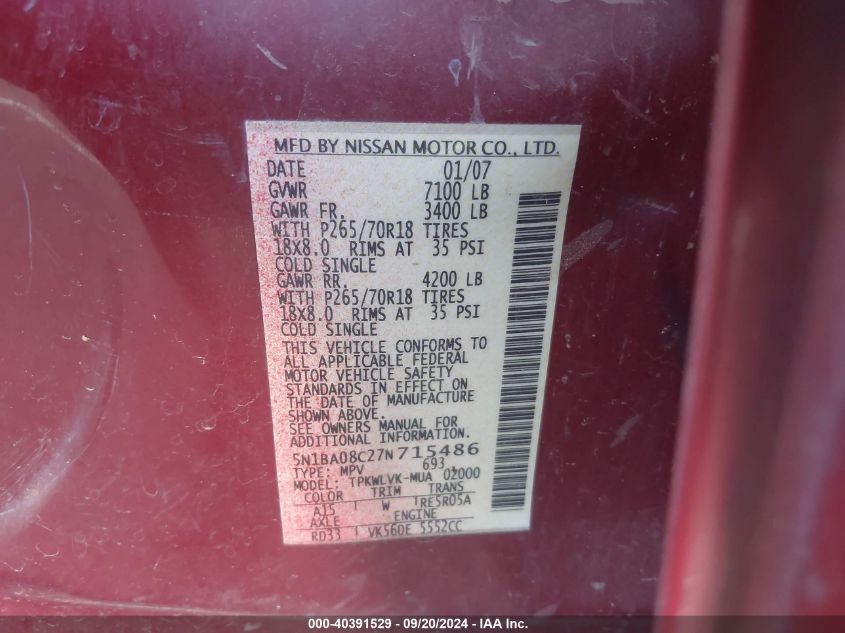 MFD BY NISSAN MOTOR CO., LTD.
DATE 01/07
GVWR 7100 LB
GAWR FR. 3400 LB
WITH P265/70R18 TIRES
18X8.0 RIMS AT 35 PSI
COLD SINGLE
GAWR RR. 4200 LB
WITH P265/70R18 TIRES
18X8.0 RIMS AT 35 PSI
COLD SINGLE
THIS VEHICLE CONFORMS TO
ALL APPLICABLE FEDERAL
MOTOR VEHICLE SAFETY
STANDARDS IN EFFECT ON
THE DATE OF MANUFACTURE
SHOWN ABOVE.
SEE OWNERS MANUAL FOR
ADDITIONAL INFORMATION.
5N1BA08C27N715486
TYPE: MPV 693,
MODEL: TPKWLVK-MUA 02000
COLOR TRIM TRANS
A15 W RE5R05A
AXLE ENGINE
RD33 VK56DE 5552CC
000-40391529 - 09/20/2024 - IAA Inc.